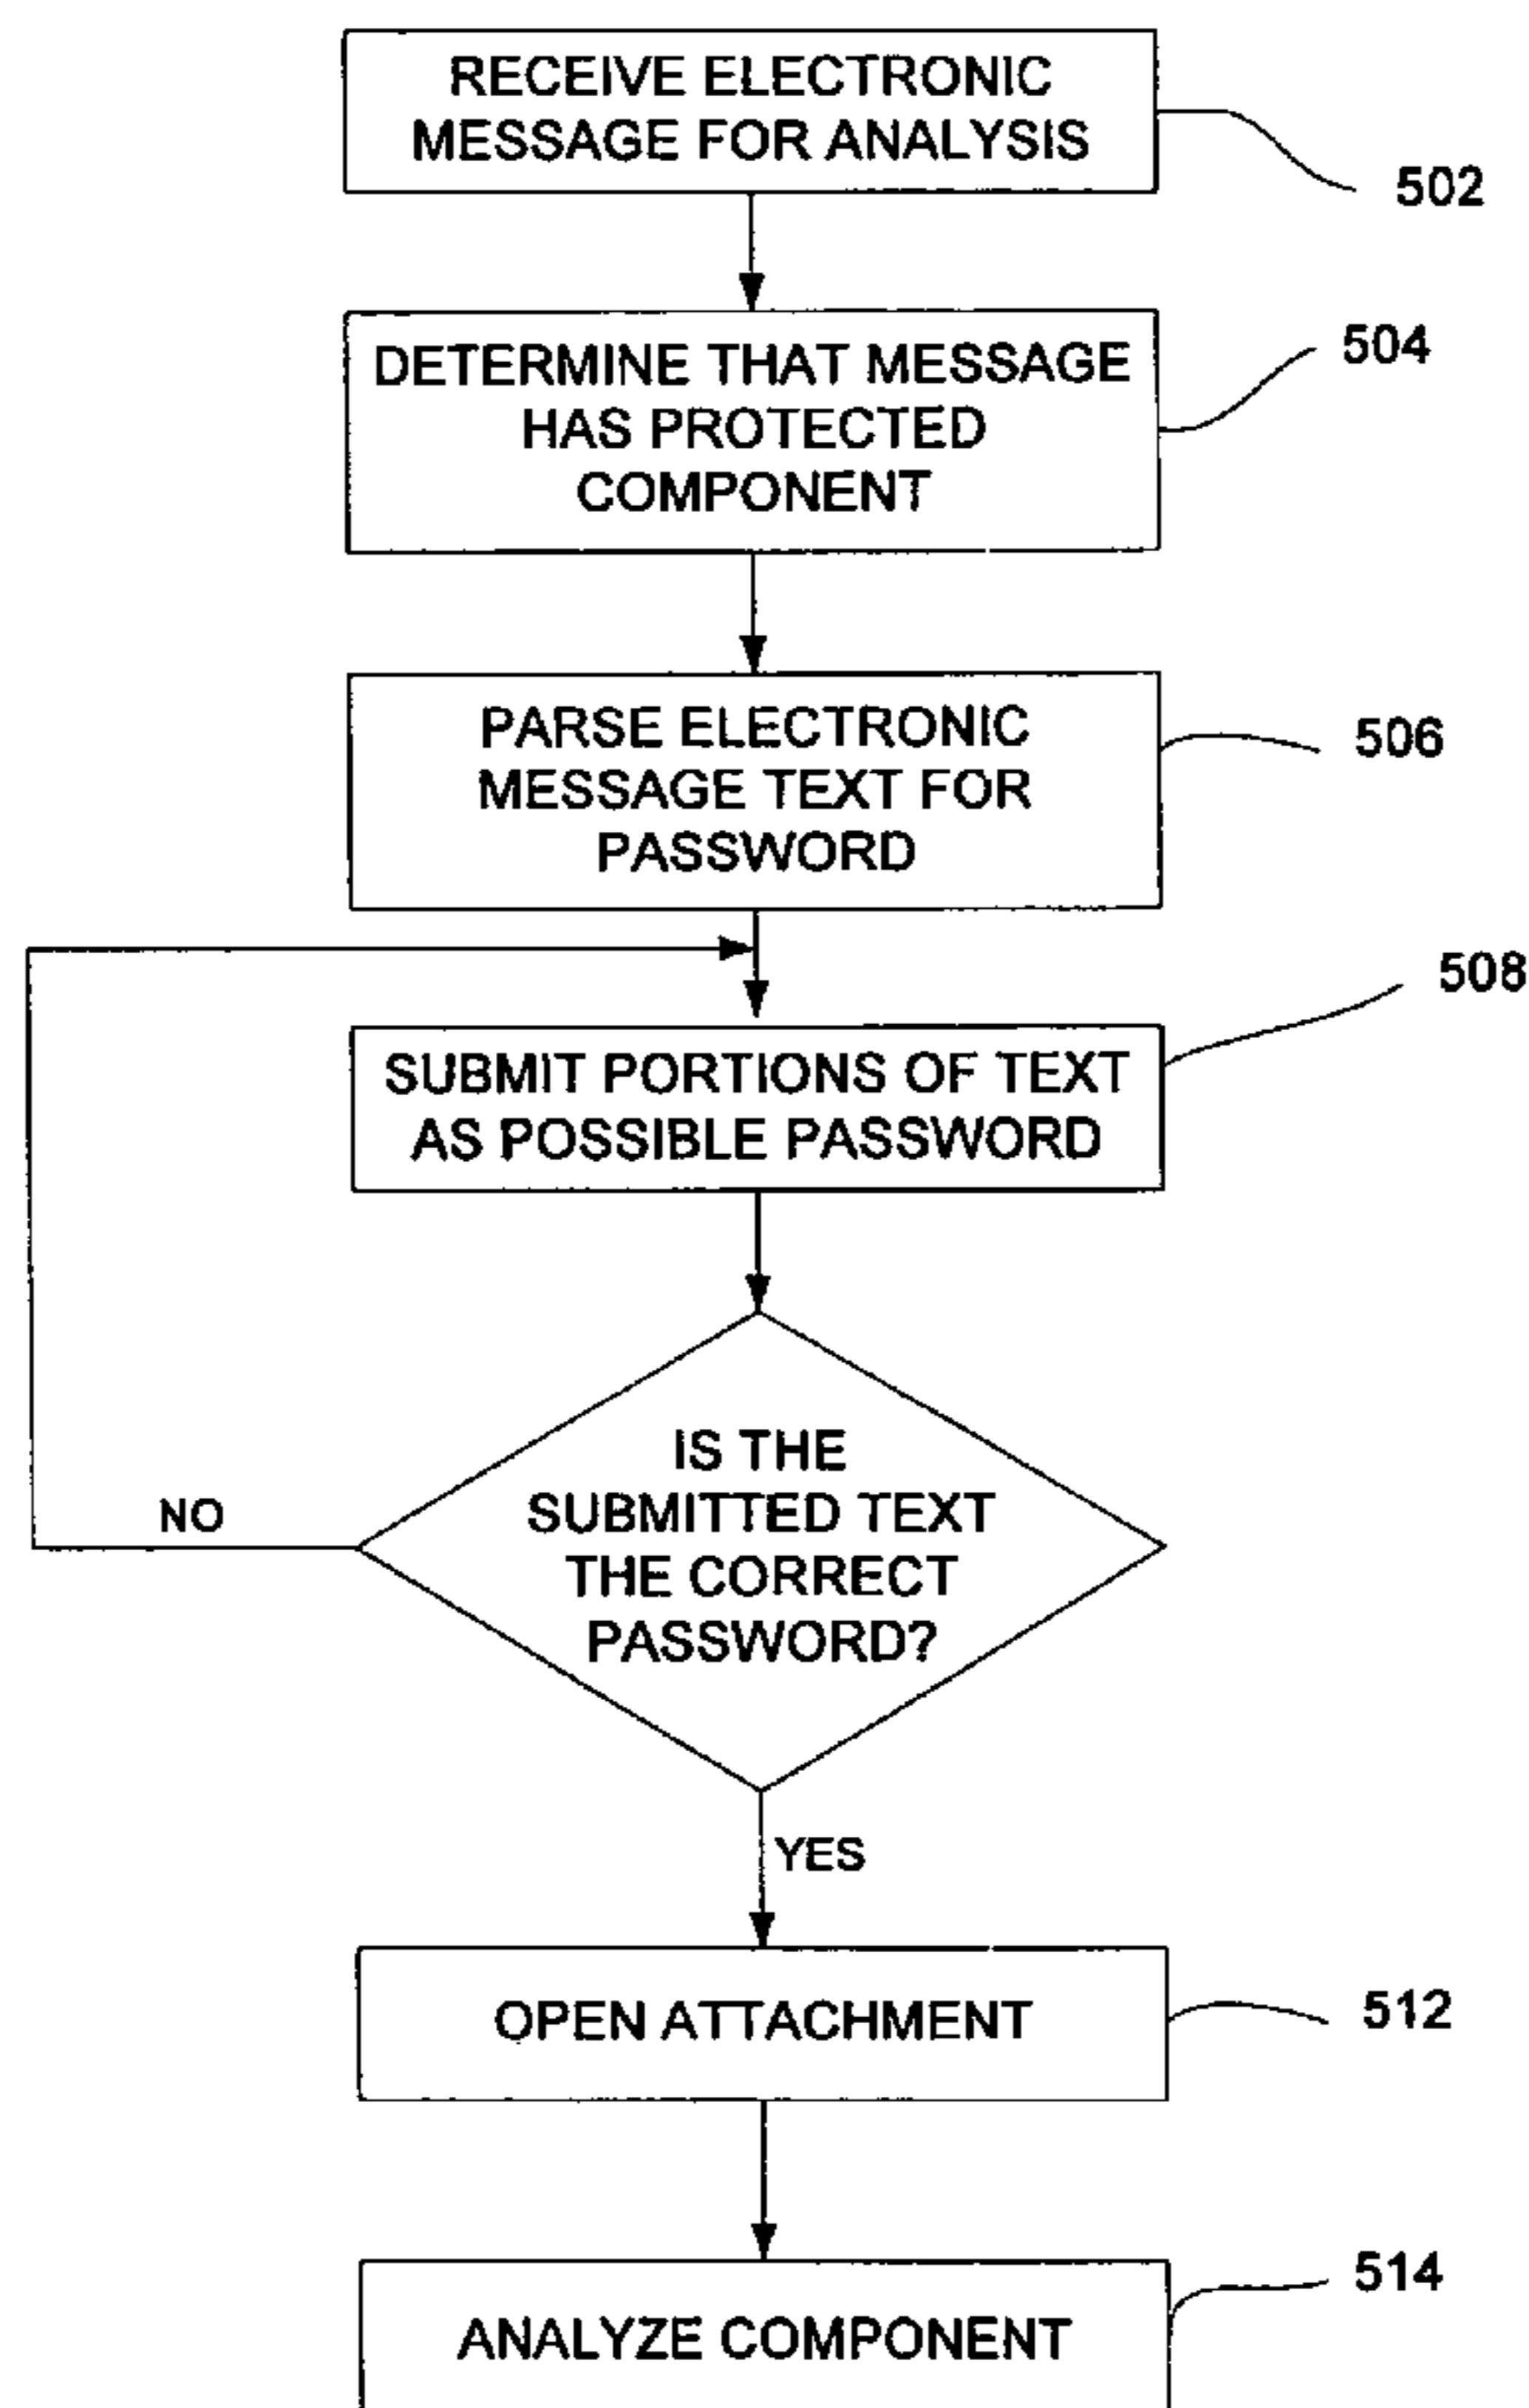 RECEIVE ELECTRONIC
MESSAGE FOR ANALYSIS
502
DETERMINE THAT MESSAGE
HAS PROTECTED
COMPONENT
504
PARSE ELECTRONIC
MESSAGE TEXT FOR
PASSWORD
506
SUBMIT PORTIONS OF TEXT
AS POSSIBLE PASSWORD
508
IS THE
SUBMITTED TEXT
THE CORRECT
PASSWORD?
NO
YES
OPEN ATTACHMENT
512
ANALYZE COMPONENT
514